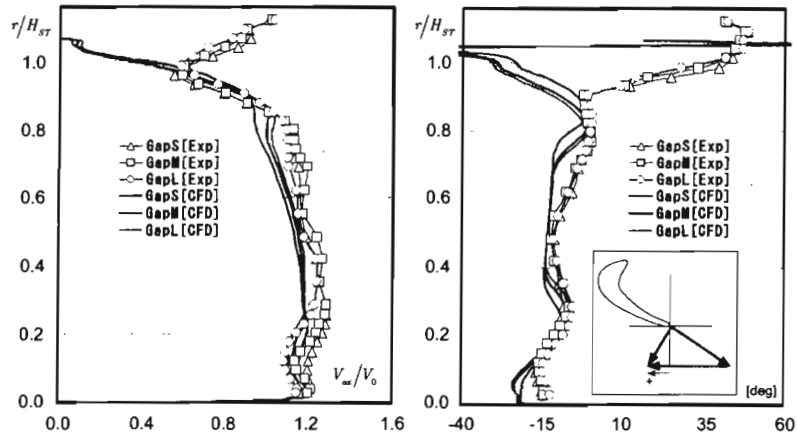 r/H_ST
1.0
0.8
0.6
0.4
0.2
0.0
GapS[Exp]
GapM[Exp]
GapL[Exp]
GapS[CFD]
GapM[CFD]
GapL[CFD]
V_ax/V_0
0.0 0.4 0.8 1.2 1.6
r/H_ST
1.0
0.8
0.6
0.4
0.2
0.0
GapS[Exp]
GapM[Exp]
GapL[Exp]
GapS[CFD]
GapM[CFD]
GapL[CFD]
+
[deg]
-40 -15 10 35 60